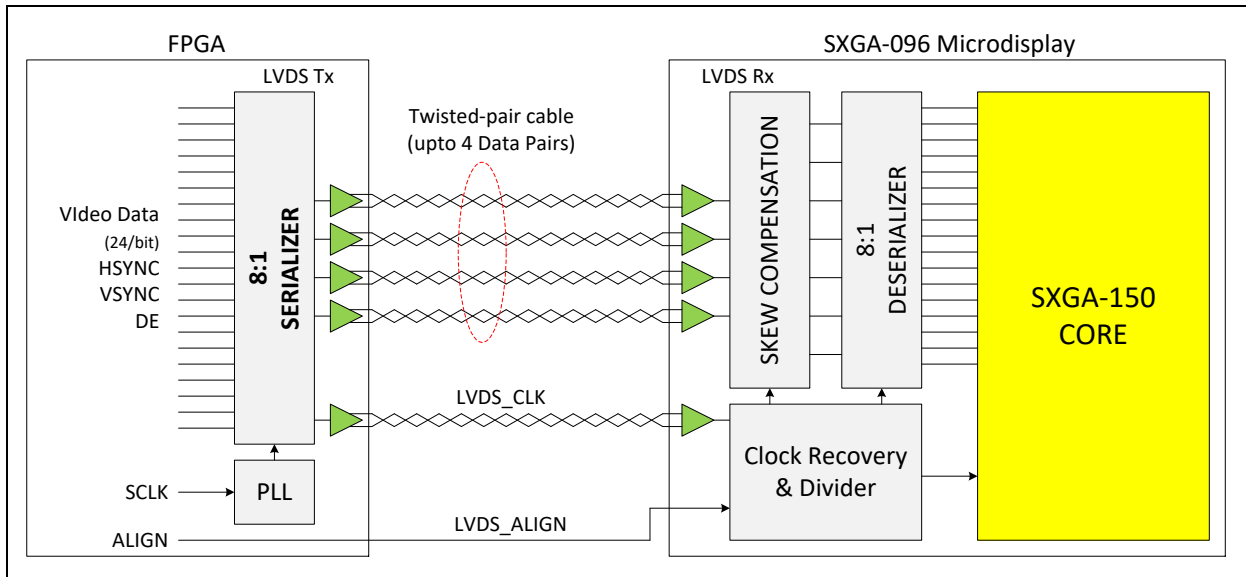 FPGA
SXGA-096 Microdisplay
LVDS Tx
LVDS Rx
Twisted-pair cable
(upto 4 Data Pairs)
VIdeo Data
(24/bit)
HSYNC
VSYNC
DE
8:1
SERIALIZER
SKEW COMPENSATION
8:1
DESERIALIZER
SXGA-150
CORE
LVDS_CLK
Clock Recovery
& Divider
SCLK
PLL
ALIGN
LVDS_ALIGN